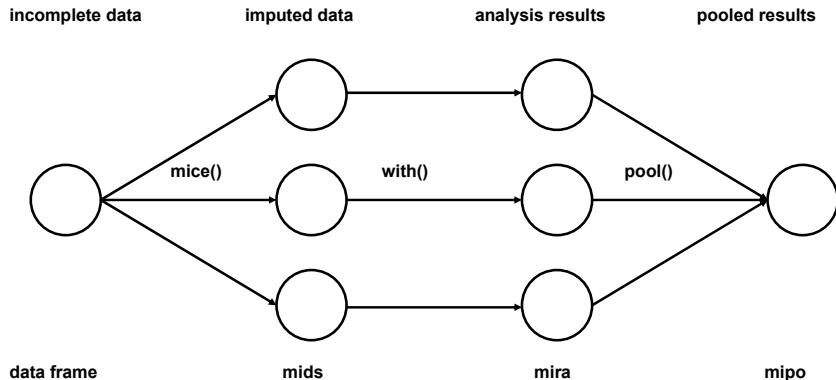 incomplete data imputed data analysis results pooled results
mice() with() pool()
data frame mids mira mipo